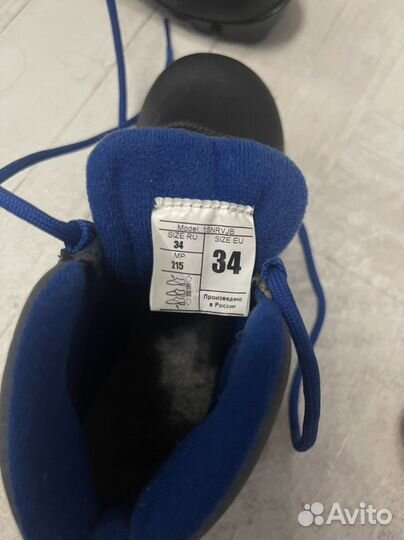 Model: 15NRVJB
SIZE RU SIZE EU
34
MP
215
34
Произведено
в России
Avito